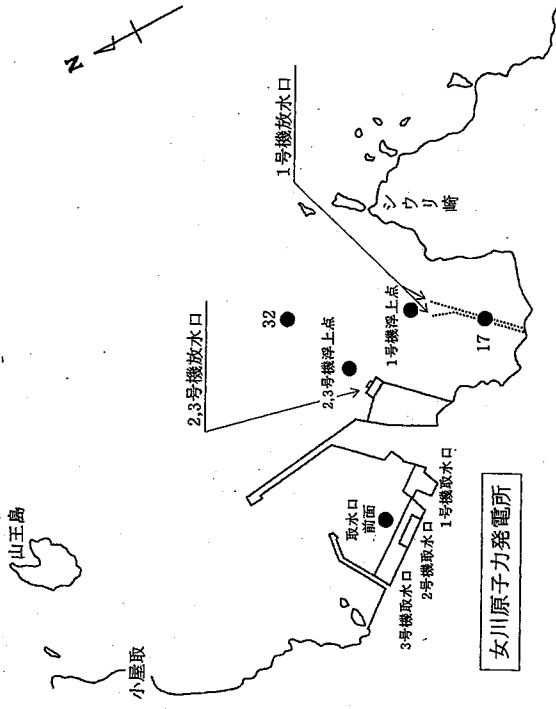 N
山王島
小屋取
2,3号機放水口
1号機放水口
32
2,3号機浮上点
1号機浮上点
17
シウリ崎
取水口
前面
1号機取水口
2号機取水口
3号機取水口
女川原子力発電所